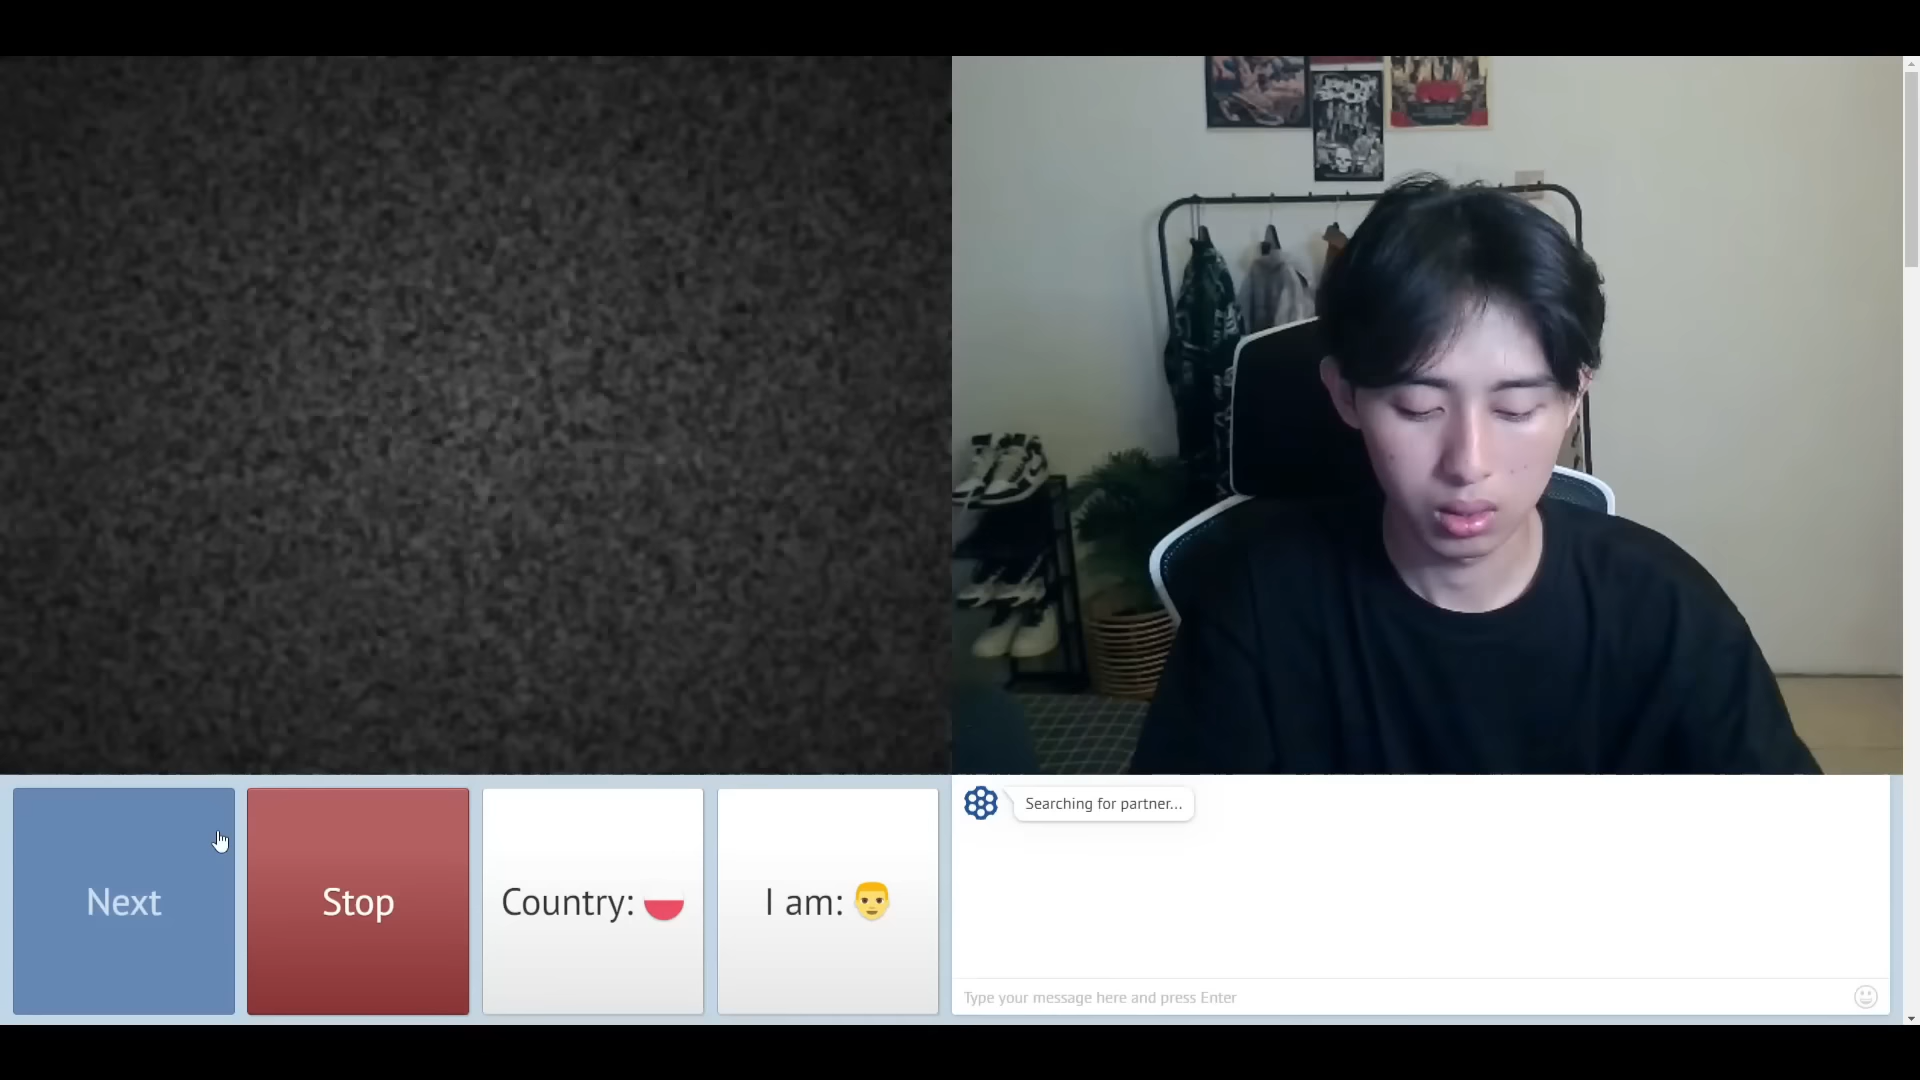 Searching for partner...
Next
Stop
Country:
I am:
Type your message here and press Enter